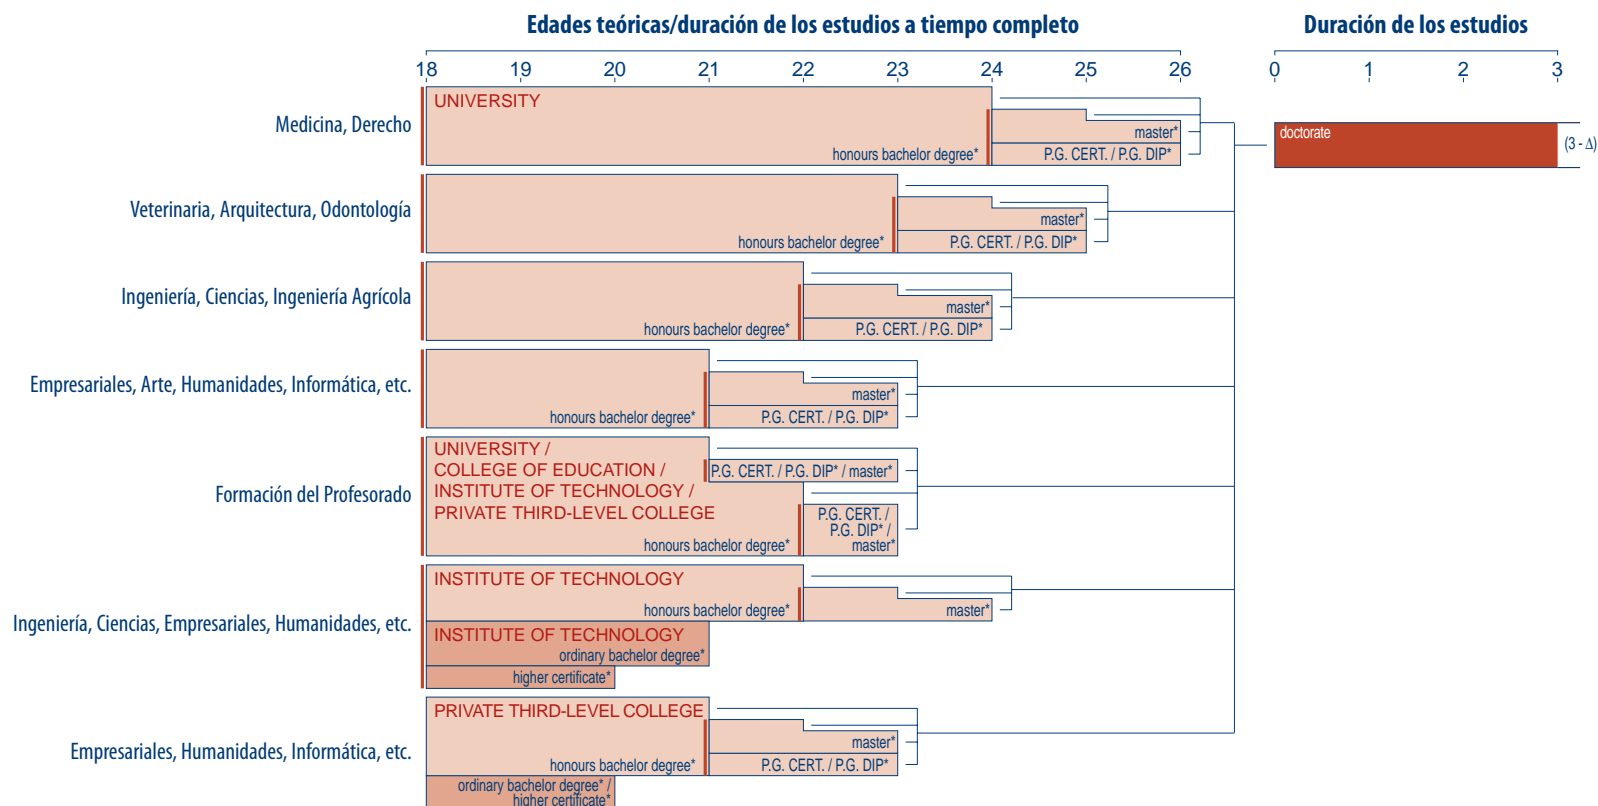 Edades teóricas/duración de los estudios a tiempo completo
Duración de los estudios
18 19 20 21 22 23 24 25 26
0 1 2 3
Medicina, Derecho
UNIVERSITY
honours bachelor degree*
master*
P.G. CERT. / P.G. DIP*
doctorate
(3 - Δ)
Veterinaria, Arquitectura, Odontología
honours bachelor degree*
master*
P.G. CERT. / P.G. DIP*
Ingeniería, Ciencias, Ingeniería Agrícola
honours bachelor degree*
master*
P.G. CERT. / P.G. DIP*
Empresariales, Arte, Humanidades, Informática, etc.
honours bachelor degree*
master*
P.G. CERT. / P.G. DIP*
Formación del Profesorado
UNIVERSITY /
COLLEGE OF EDUCATION /
INSTITUTE OF TECHNOLOGY /
PRIVATE THIRD-LEVEL COLLEGE
honours bachelor degree*
P.G. CERT. / P.G. DIP* / master*
P.G. CERT. /
P.G. DIP* /
master*
Ingeniería, Ciencias, Empresariales, Humanidades, etc.
INSTITUTE OF TECHNOLOGY
honours bachelor degree*
master*
INSTITUTE OF TECHNOLOGY
ordinary bachelor degree*
higher certificate*
Empresariales, Humanidades, Informática, etc.
PRIVATE THIRD-LEVEL COLLEGE
honours bachelor degree*
master*
P.G. CERT. / P.G. DIP*
ordinary bachelor degree* /
higher certificate*